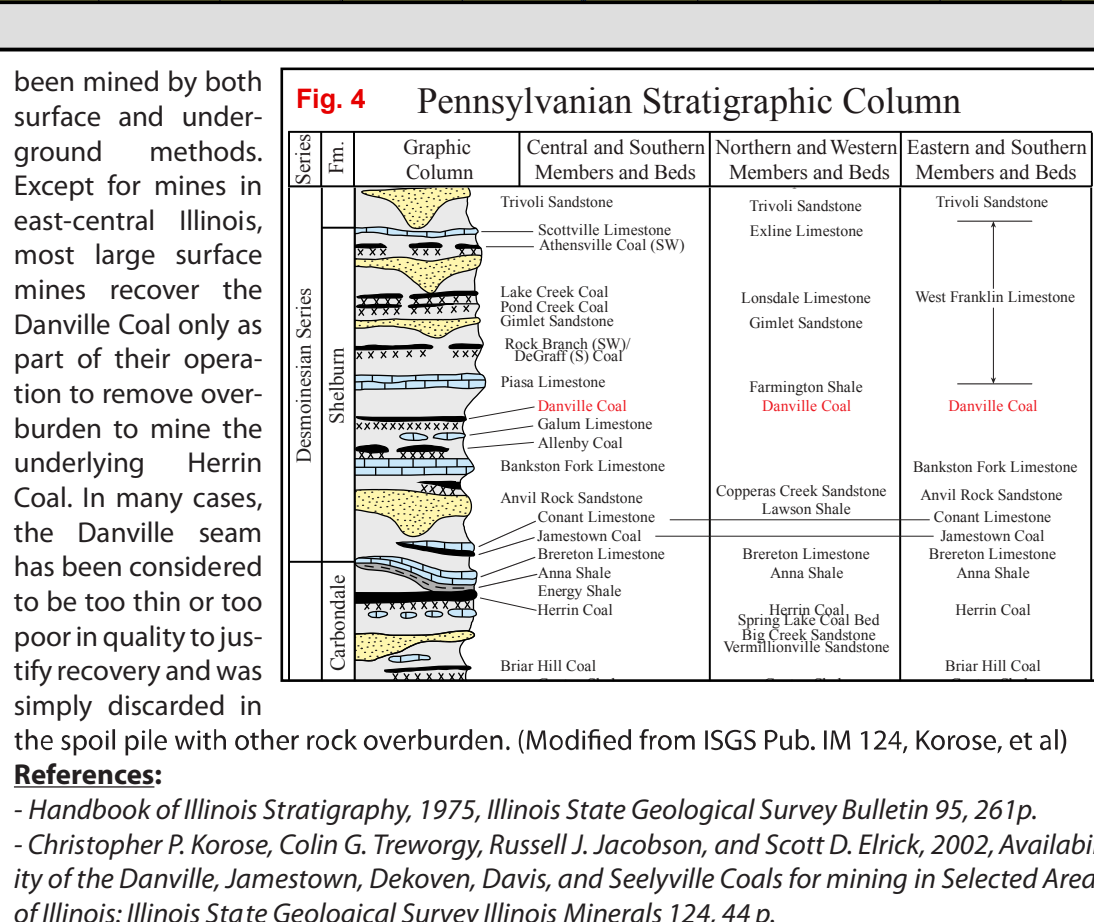 been mined by both
surface and under-
ground methods.
Except for mines in
east-central Illinois,
most large surface
mines recover the
Danville Coal only as
part of their opera-
tion to remove over-
burden to mine the
underlying Herrin
Coal. In many cases,
the Danville seam
has been considered
to be too thin or too
poor in quality to jus-
tify recovery and was
simply discarded in
the spoil pile with other rock overburden. (Modified from ISGS Pub. IM 124, Korose, et al)
Fig. 4 Pennsylvanian Stratigraphic Column
Series
Fm.
Graphic
Column
Central and Southern
Members and Beds
Northern and Western
Members and Beds
Eastern and Southern
Members and Beds
Desmoinesian Series
Shelburn
Carbondale
Trivoli Sandstone
Scottville Limestone
Athensville Coal (SW)
Lake Creek Coal
Pond Creek Coal
Gimlet Sandstone
Rock Branch (SW)/
DeGraff (S) Coal
Piasa Limestone
Danville Coal
Galum Limestone
Allenby Coal
Bankston Fork Limestone
Anvil Rock Sandstone
Conant Limestone
Jamestown Coal
Brereton Limestone
Anna Shale
Energy Shale
Herrin Coal
Briar Hill Coal
Trivoli Sandstone
Exline Limestone
Lonsdale Limestone
Gimlet Sandstone
Farmington Shale
Danville Coal
Copperas Creek Sandstone
Lawson Shale
Brereton Limestone
Anna Shale
Herrin Coal
Spring Lake Coal Bed
Big Creek Sandstone
Vermillionville Sandstone
Trivoli Sandstone
West Franklin Limestone
Danville Coal
Bankston Fork Limestone
Anvil Rock Sandstone
Conant Limestone
Jamestown Coal
Brereton Limestone
Anna Shale
Herrin Coal
Briar Hill Coal
References:
- Handbook of Illinois Stratigraphy, 1975, Illinois State Geological Survey Bulletin 95, 261p.
- Christopher P. Korose, Colin G. Treworgy, Russell J. Jacobson, and Scott D. Elrick, 2002, Availabil
ity of the Danville, Jamestown, Dekoven, Davis, and Seelyville Coals for mining in Selected Area
of Illinois: Illinois State Geological Survey Illinois Minerals 124, 44 p.